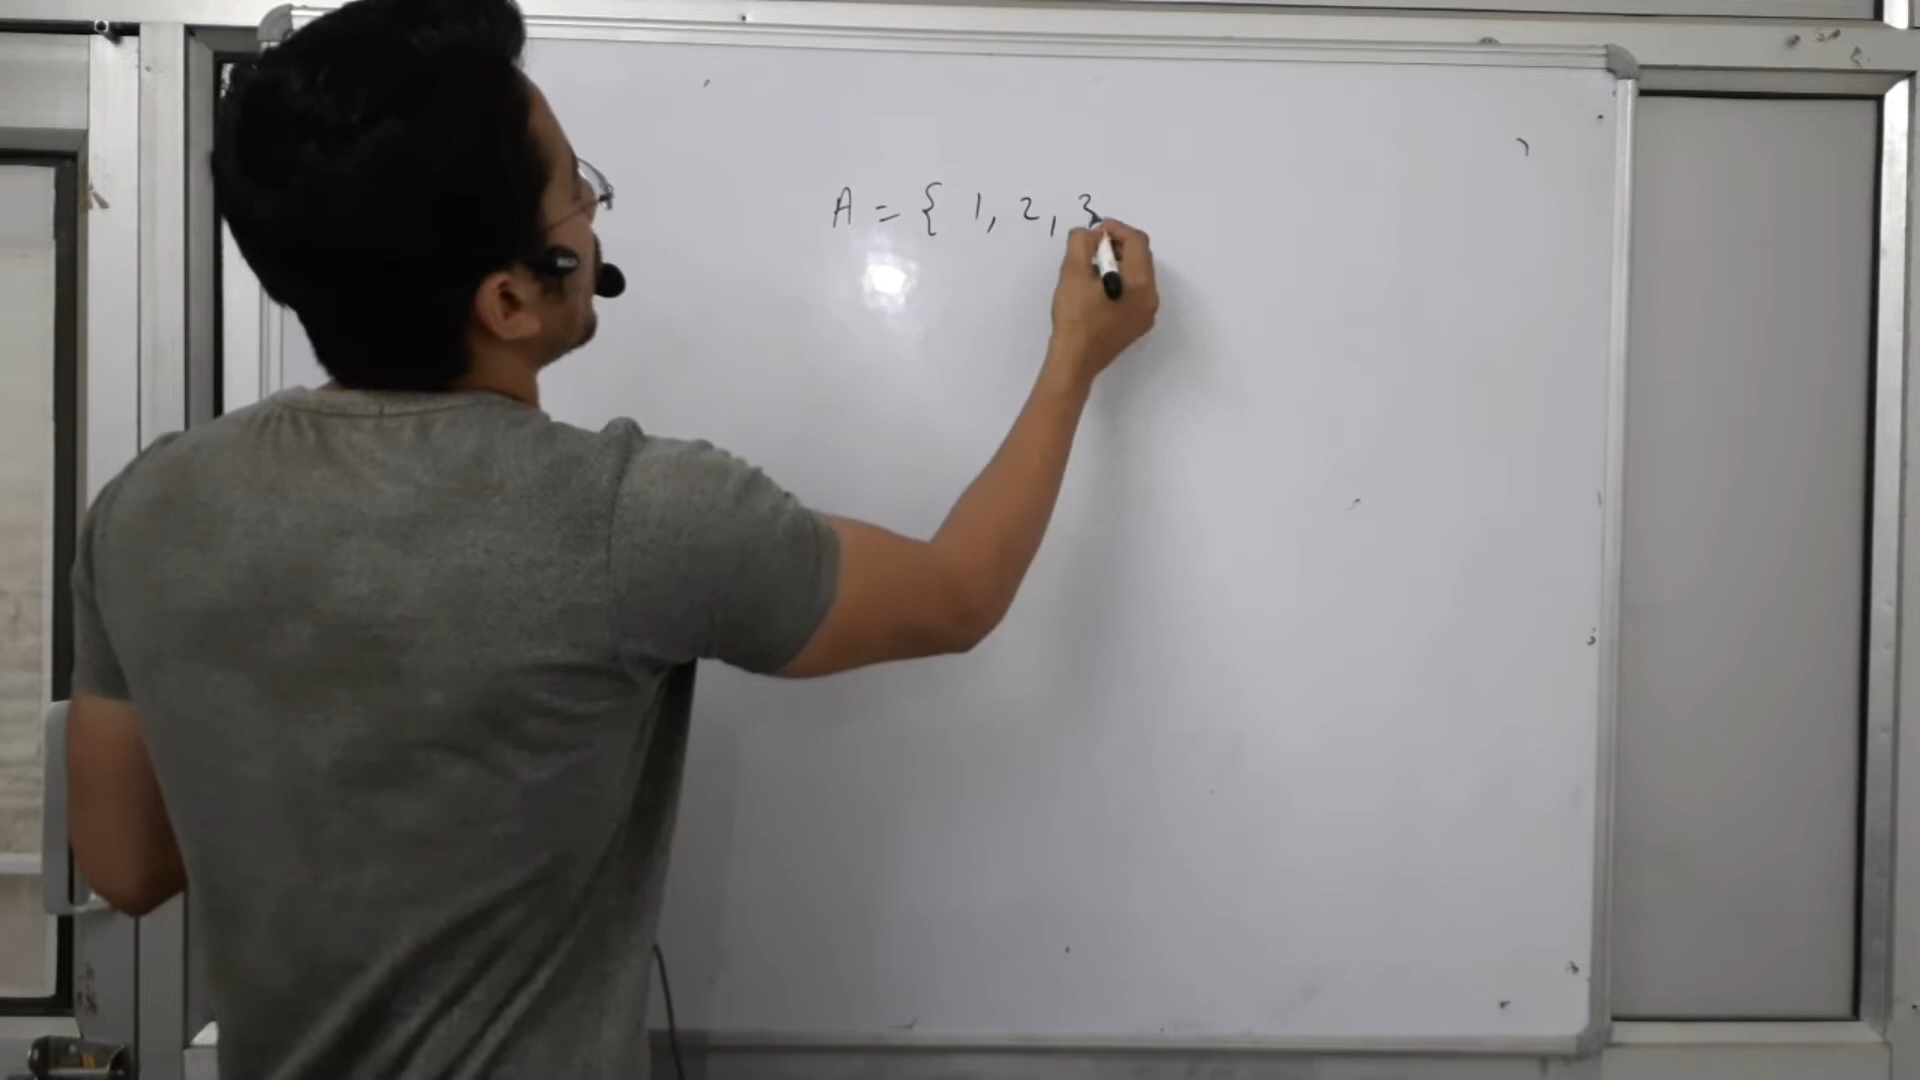 A = { 1, 2, 3